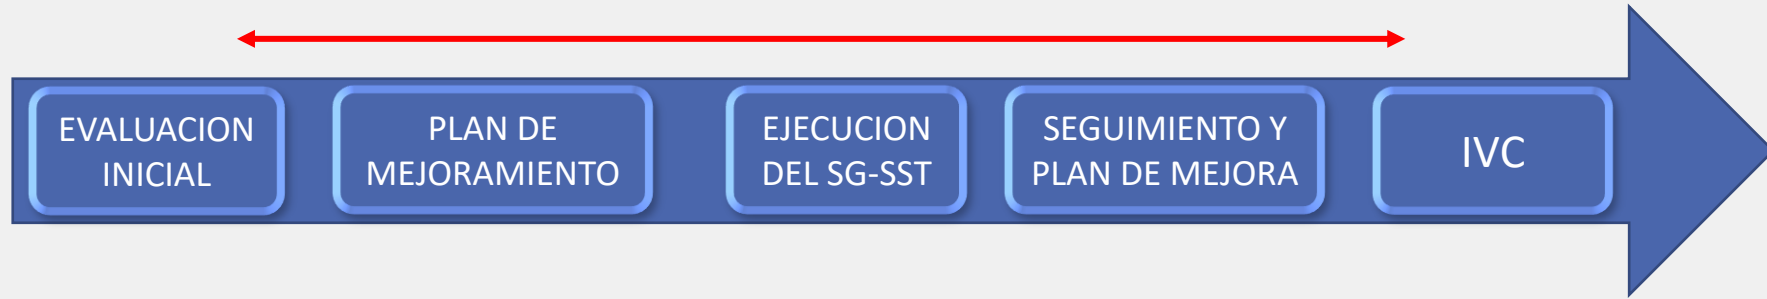 EVALUACION
INICIAL
PLAN DE
MEJORAMIENTO
EJECUCION
DEL SG-SST
SEGUIMIENTO Y
PLAN DE MEJORA
IVC